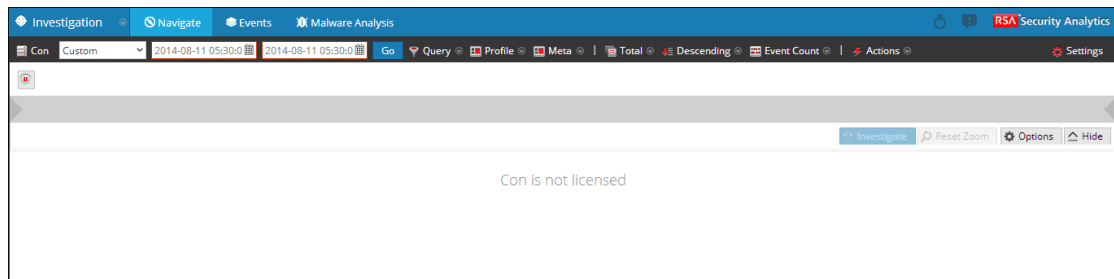 Investigation Navigate Events Malware Analysis RSA Security Analytics
Con Custom 2014-08-11 05:30:0 2014-08-11 05:30:0 Go Query Profile Meta | Total Descending Event Count | Actions Settings
Investigate Reset Zoom Options Hide
Con is not licensed